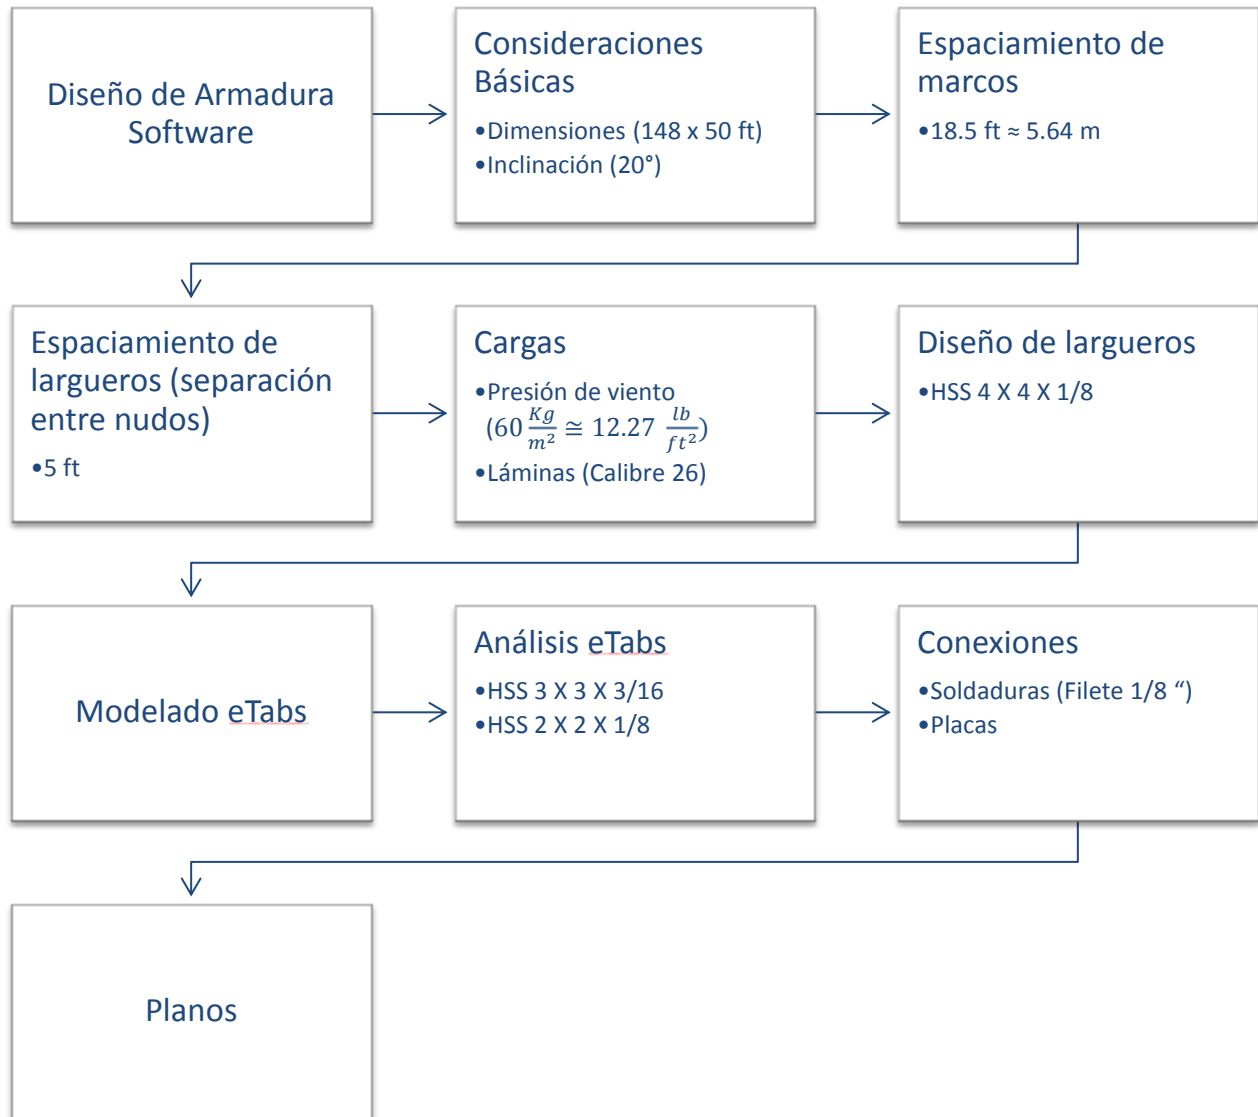 Diseño de Armadura
Software
Consideraciones
Básicas
•Dimensiones (148 x 50 ft)
•Inclinación (20°)
Espaciamiento de
marcos
•18.5 ft ≈ 5.64 m
Espaciamiento de
largueros (separación
entre nudos)
•5 ft
Cargas
•Presión de viento
(60 Kg/m² ≅ 12.27 lb/ft²)
•Láminas (Calibre 26)
Diseño de largueros
•HSS 4 X 4 X 1/8
Modelado eTabs
Análisis eTabs
•HSS 3 X 3 X 3/16
•HSS 2 X 2 X 1/8
Conexiones
•Soldaduras (Filete 1/8 “)
•Placas
Planos